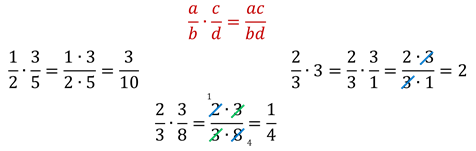 a/b · c/d = ac/bd
1/2 · 3/5 = (1 · 3)/(2 · 5) = 3/10
2/3 · 3 = 2/3 · 3/1 = (2 · 3)/(3 · 1) = 2
2/3 · 3/8 = (2 · 3)/(3 · 8) = 1/4
1
4